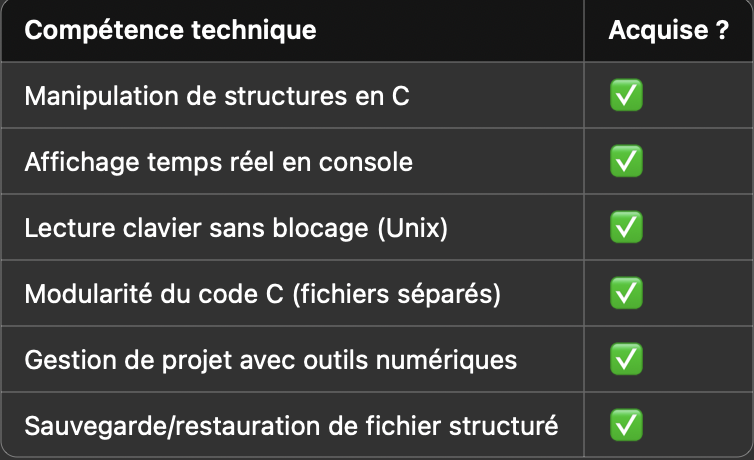 Compétence technique Acquise ?
Manipulation de structures en C ✅
Affichage temps réel en console ✅
Lecture clavier sans blocage (Unix) ✅
Modularité du code C (fichiers séparés) ✅
Gestion de projet avec outils numériques ✅
Sauvegarde/restauration de fichier structuré ✅